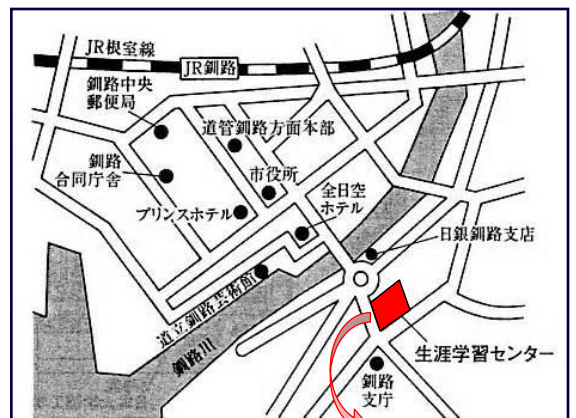 JR根室線
JR釧路
釧路中央
郵便局
道管釧路方面本部
釧路
合同庁舎
市役所
全日空
ホテル
プリンスホテル
日銀釧路支店
道立釧路芸術館
釧路川
生涯学習センター
釧路
支庁